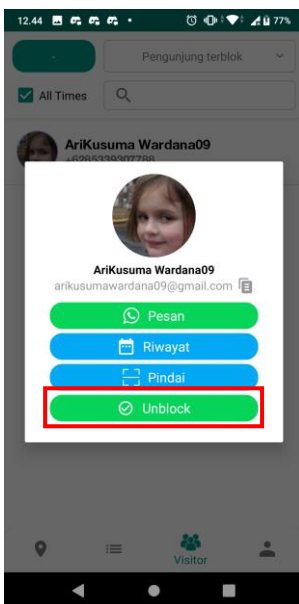 12.44
77%
Pengunjung terblok
All Times
AriKusuma Wardana09
+6285339307788
AriKusuma Wardana09
arikusumawardana09@gmail.com
Pesan
Riwayat
Pindai
Unblock
Visitor